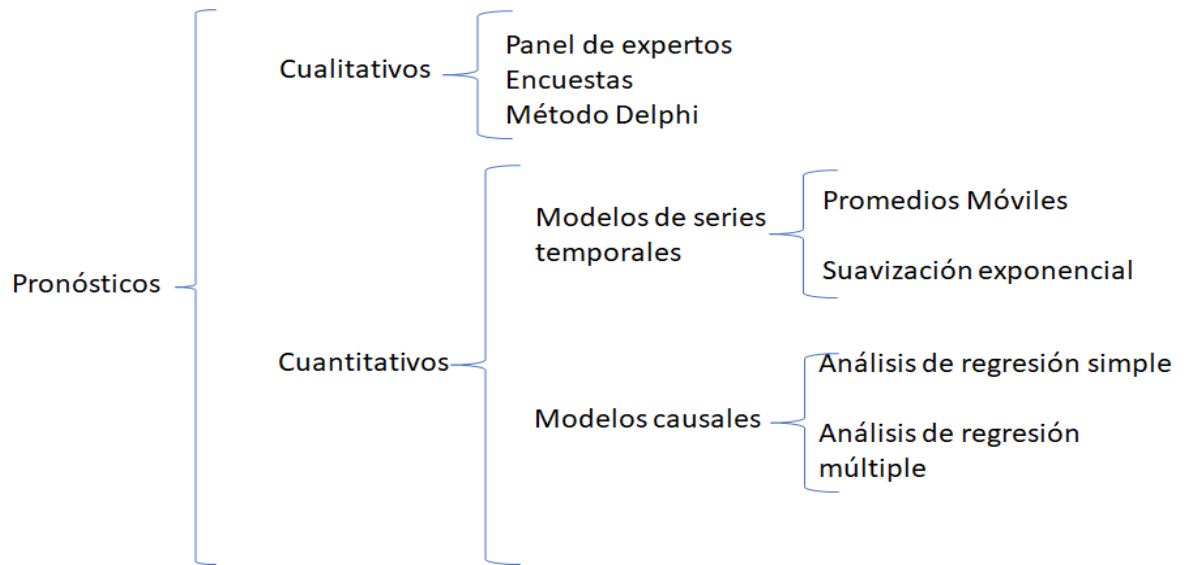 Pronósticos
Cualitativos
Panel de expertos
Encuestas
Método Delphi
Cuantitativos
Modelos de series
temporales
Promedios Móviles
Suavización exponencial
Modelos causales
Análisis de regresión simple
Análisis de regresión
múltiple